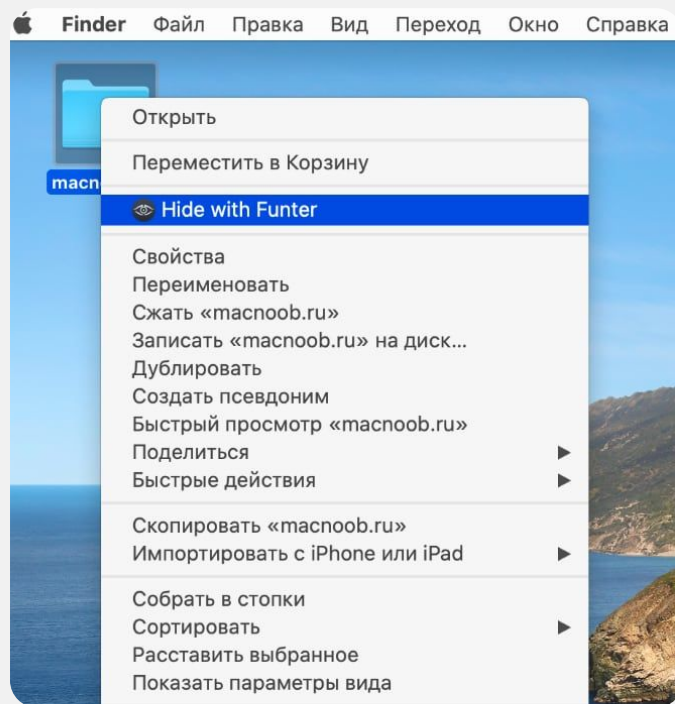 Finder Файл Правка Вид Переход Окно Справка
Открыть
Переместить в Корзину
macn
Hide with Funter
Свойства
Переименовать
Сжать «macnoob.ru»
Записать «macnoob.ru» на диск...
Дублировать
Создать псевдоним
Быстрый просмотр «macnoob.ru»
Поделиться
Быстрые действия
Скопировать «macnoob.ru»
Импортировать с iPhone или iPad
Собрать в стопки
Сортировать
Расставить выбранное
Показать параметры вида